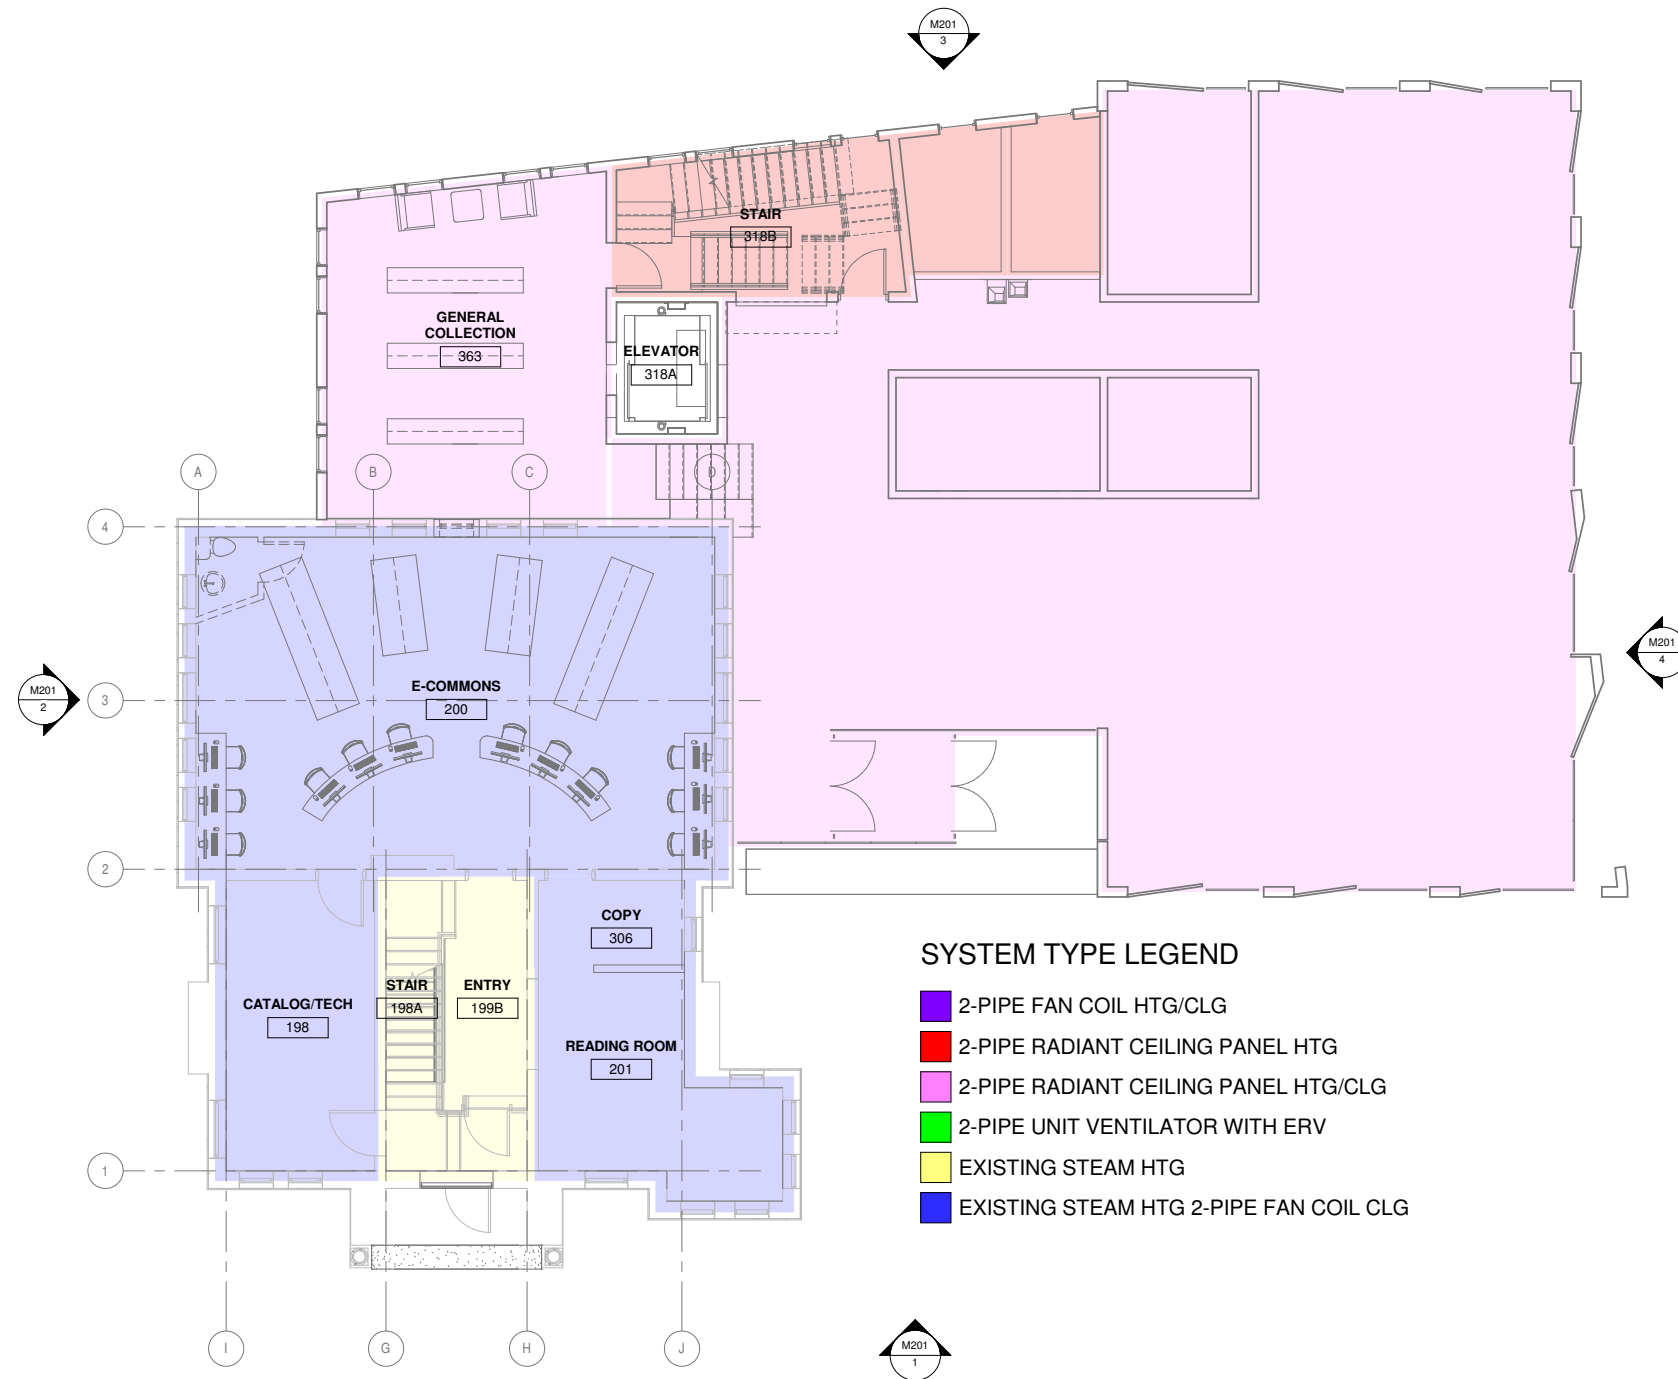 M201
3
STAIR
318B
GENERAL
COLLECTION
363
ELEVATOR
318A
A
B
C
D
4
E-COMMONS
200
M201
2
3
M201
4
2
COPY
306
SYSTEM TYPE LEGEND
2-PIPE FAN COIL HTG/CLG
2-PIPE RADIANT CEILING PANEL HTG
2-PIPE RADIANT CEILING PANEL HTG/CLG
2-PIPE UNIT VENTILATOR WITH ERV
EXISTING STEAM HTG
EXISTING STEAM HTG 2-PIPE FAN COIL CLG
CATALOG/TECH
198
STAIR
198A
ENTRY
199B
READING ROOM
201
1
I
G
H
J
M201
1